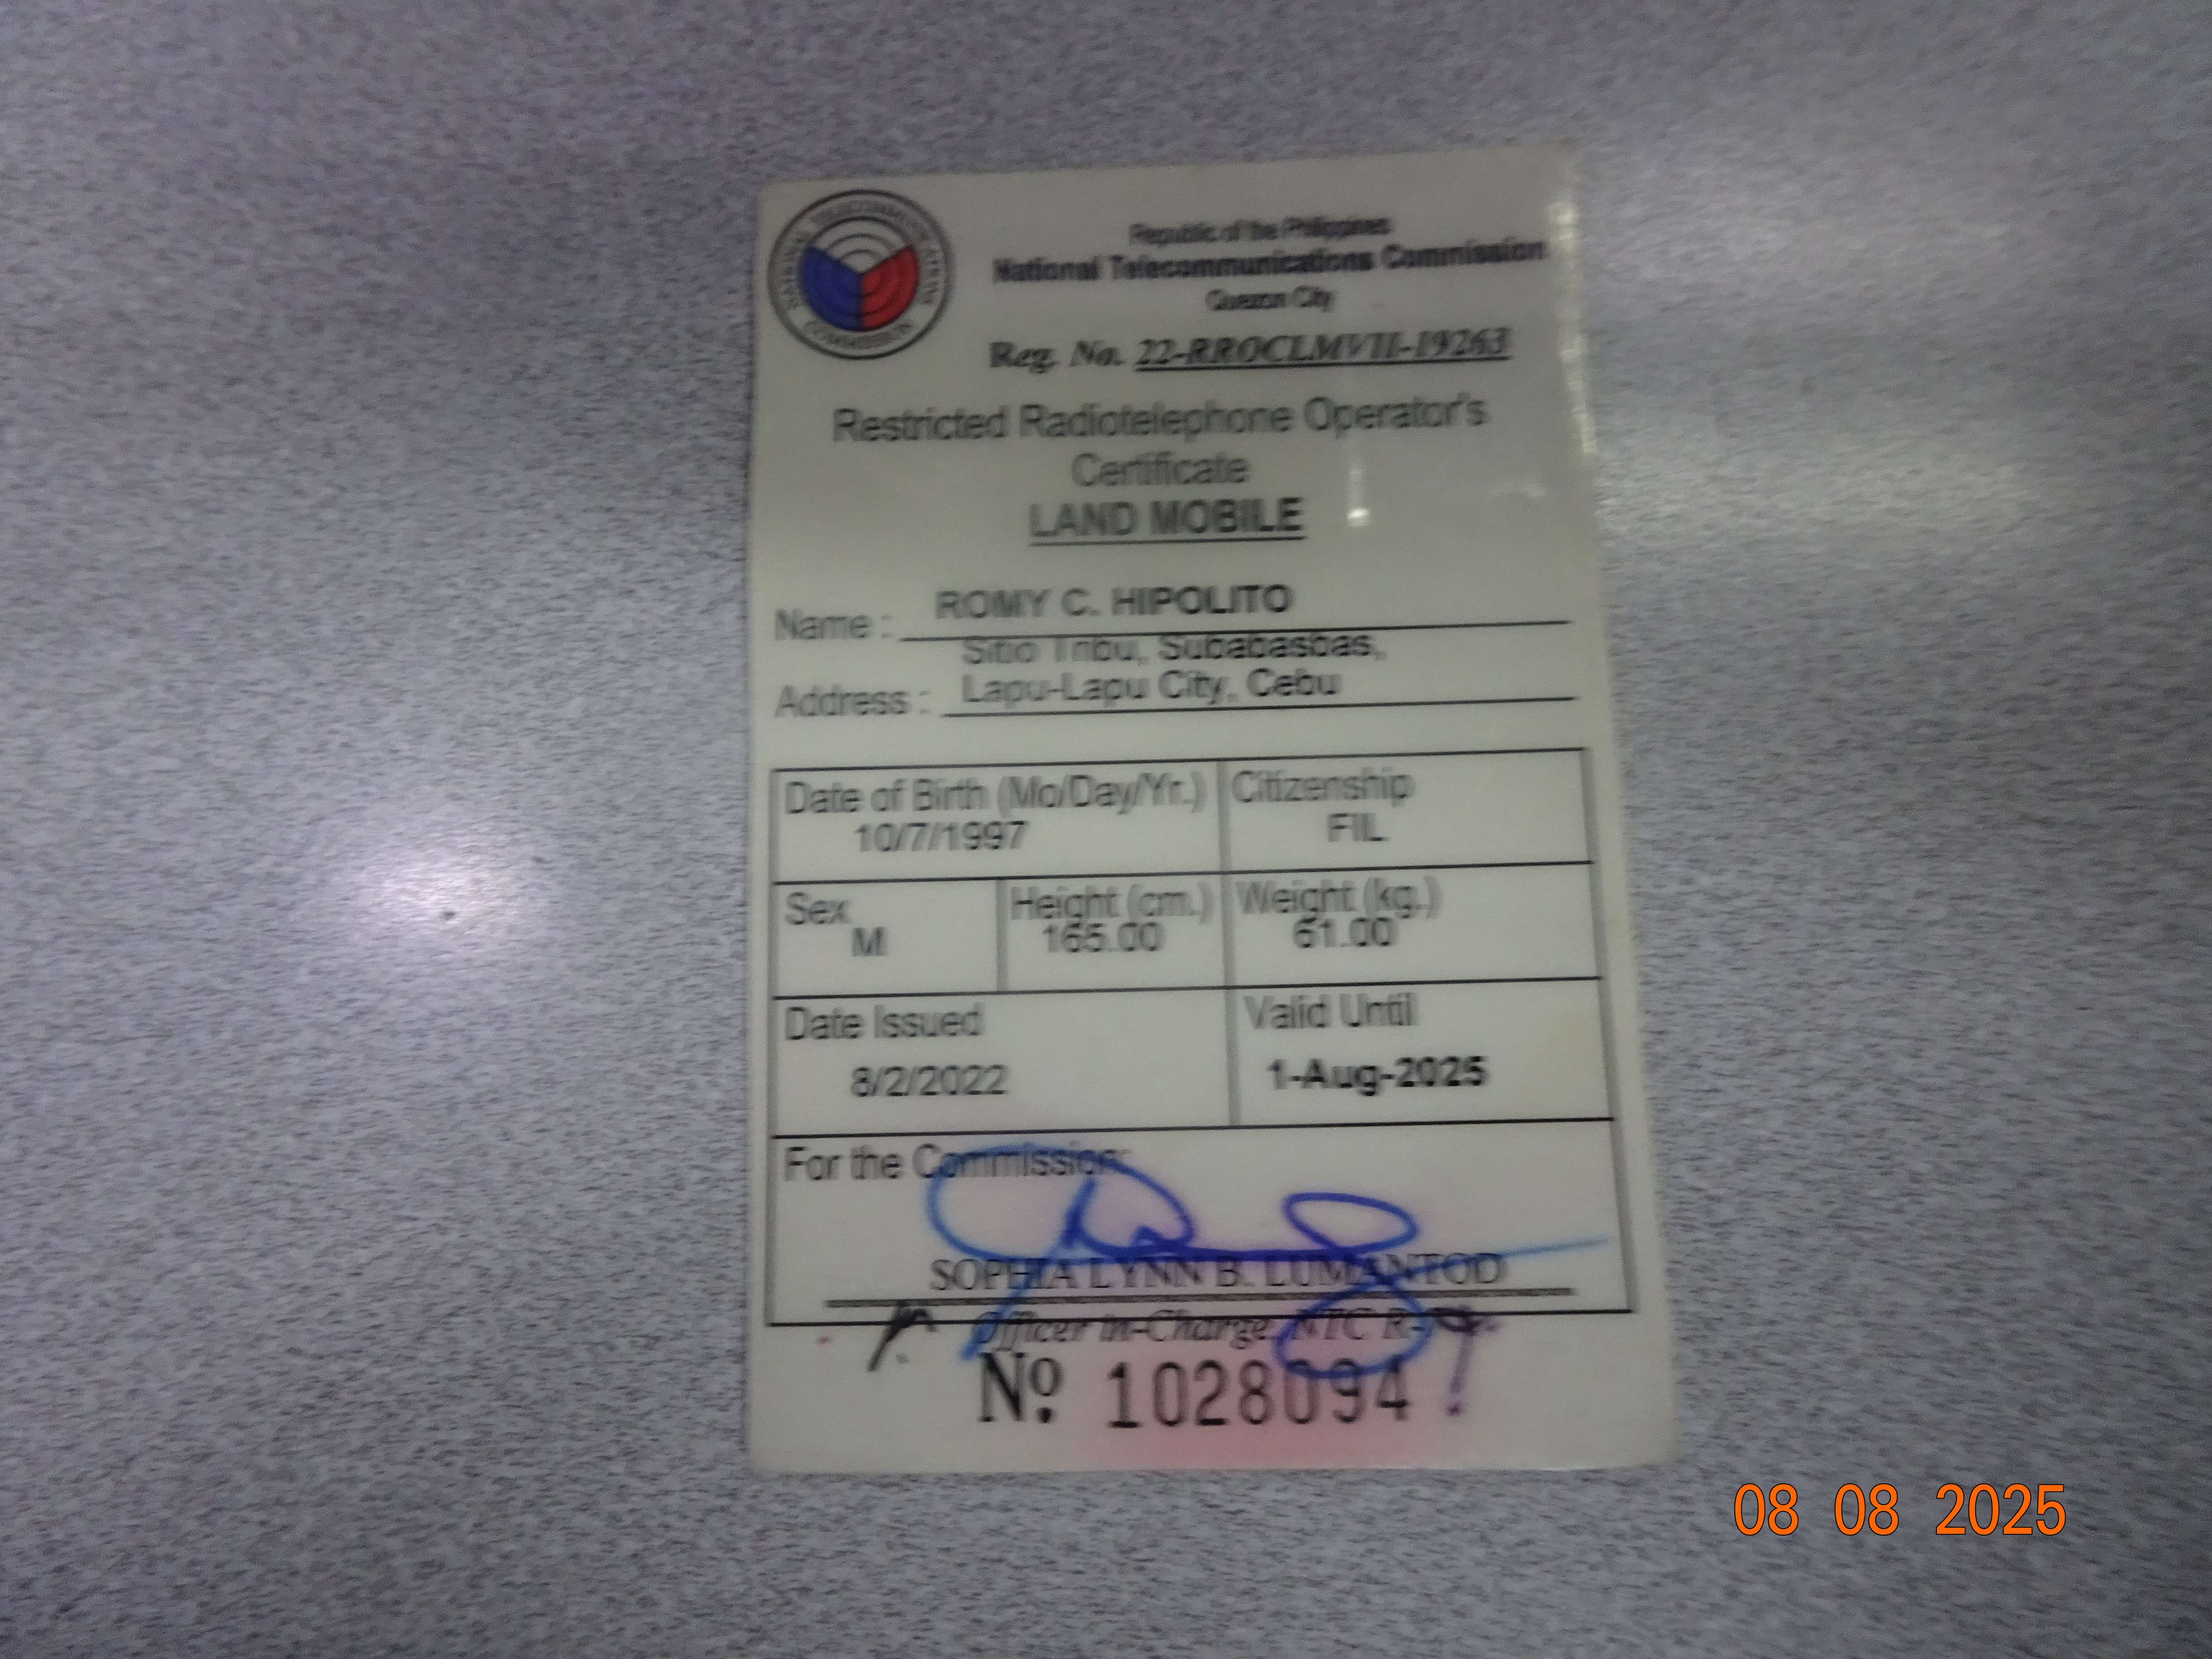 NATIONAL TELECOMMUNICATIONS COMMISSION
Republic of the Philippines
National Telecommunications Commission
Quezon City
Reg. No. 22-RROCLMVII-19263
Restricted Radiotelephone Operator's
Certificate
LAND MOBILE
Name : ROMY C. HIPOLITO
Sitio Tribu, Subabasbas,
Address : Lapu-Lapu City, Cebu
Date of Birth (Mo/Day/Yr.) Citizenship
10/7/1997 FIL
Sex Height (cm.) Weight (kg.)
M 165.00 61.00
Date Issued Valid Until
8/2/2022 1-Aug-2025
For the Commission:
SOPHIA LYNN B. LUMANTOD
Officer in-Charge, NTC R-
Nº 1028094
08 08 2025